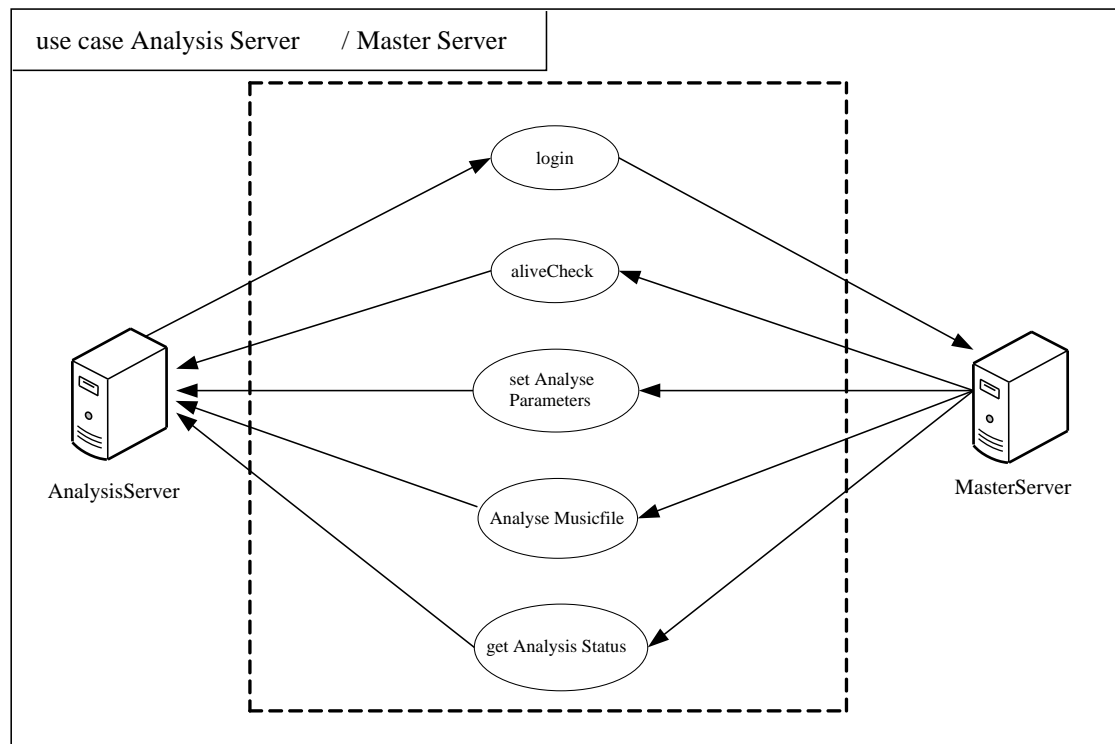 use case Analysis Server / Master Server
login
aliveCheck
set Analyse
Parameters
AnalysisServer
MasterServer
Analyse Musicfile
get Analysis Status